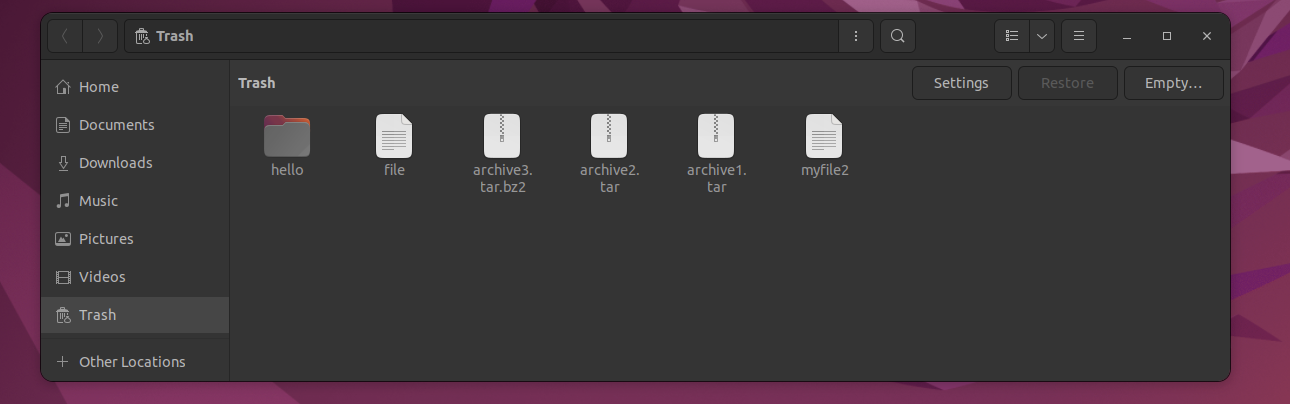 Trash
Home
Documents
Downloads
Music
Pictures
Videos
Trash
Other Locations
Trash
Settings
Restore
Empty...
hello
file
archive3.
tar.bz2
archive2.
tar
archive1.
tar
myfile2